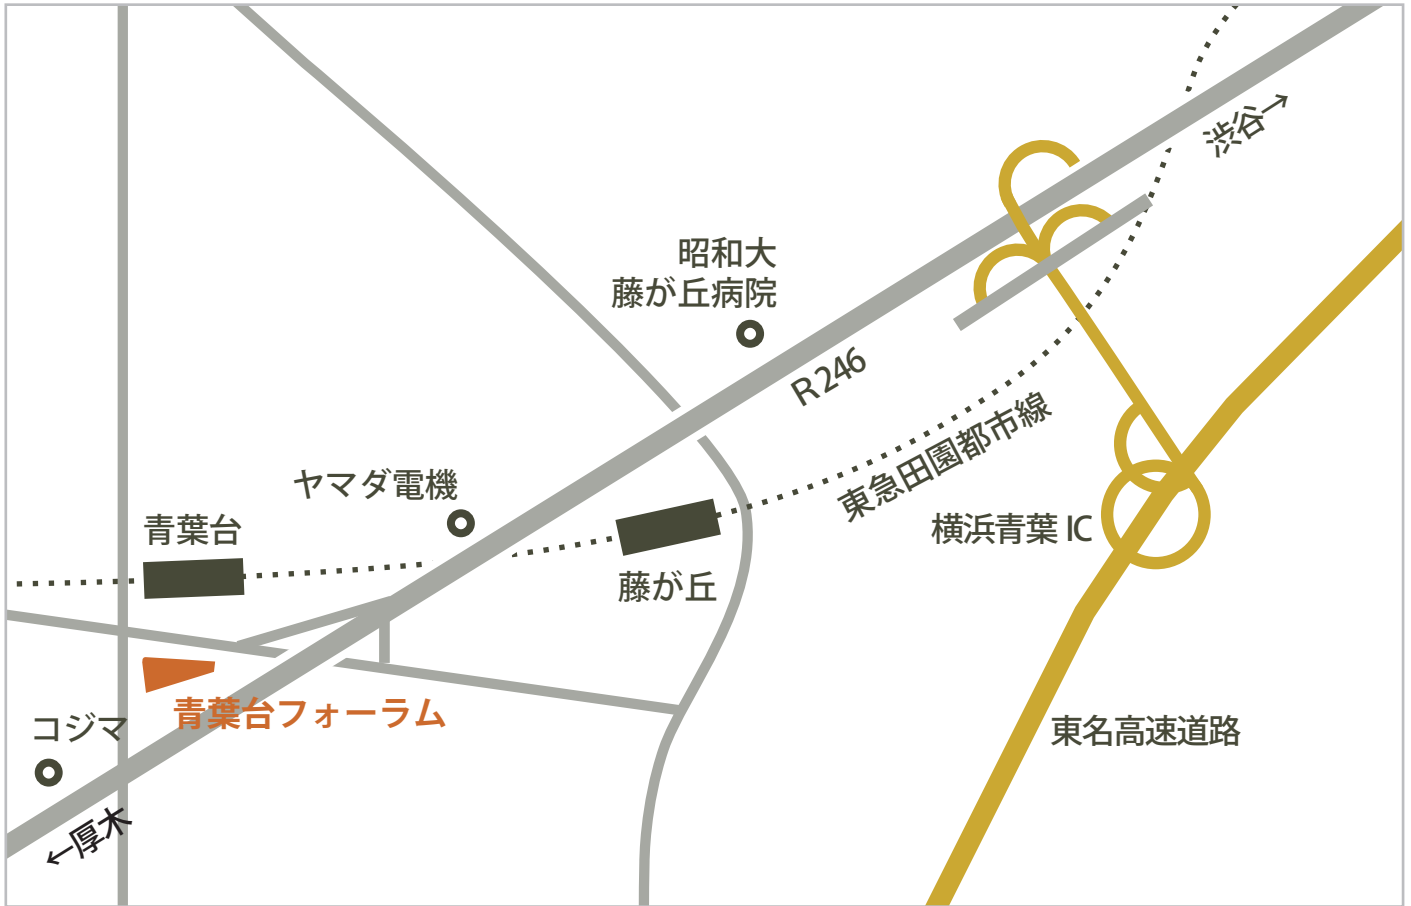 渋谷→
昭和大
藤が丘病院
R 246
東急田園都市線
ヤマダ電機
青葉台
横浜青葉 IC
藤が丘
青葉台フォーラム
コジマ
東名高速道路
←厚木